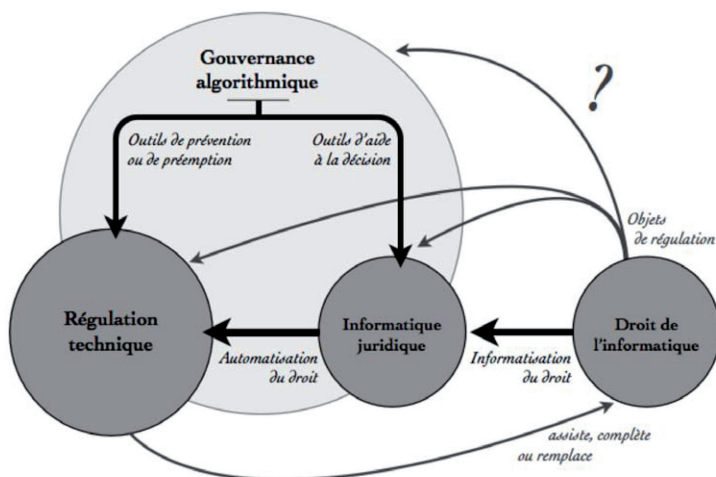 Gouvernance
algorithmique
?
Outils de prévention
ou de préemption
Outils d'aide
à la décision
Objets
de régulation
Régulation
technique
Informatique
juridique
Droit de
l'informatique
Automatisation
du droit
Informatisation
du droit
assiste, complète
ou remplace